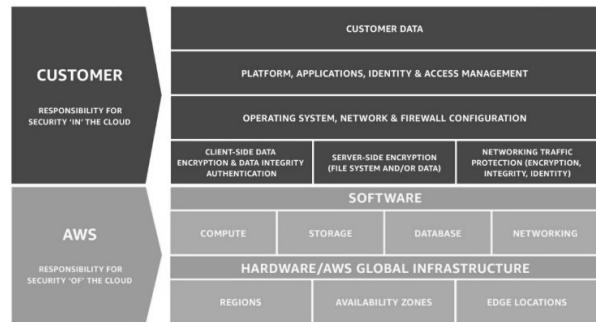 CUSTOMER
RESPONSIBILITY FOR
SECURITY ‘IN’ THE CLOUD
CUSTOMER DATA
PLATFORM, APPLICATIONS, IDENTITY & ACCESS MANAGEMENT
OPERATING SYSTEM, NETWORK & FIREWALL CONFIGURATION
CLIENT-SIDE DATA
ENCRYPTION & DATA INTEGRITY
AUTHENTICATION
SERVER-SIDE ENCRYPTION
(FILE SYSTEM AND/OR DATA)
NETWORKING TRAFFIC
PROTECTION (ENCRYPTION,
INTEGRITY, IDENTITY)
AWS
RESPONSIBILITY FOR
SECURITY ‘OF’ THE CLOUD
SOFTWARE
COMPUTE
STORAGE
DATABASE
NETWORKING
HARDWARE/AWS GLOBAL INFRASTRUCTURE
REGIONS
AVAILABILITY ZONES
EDGE LOCATIONS